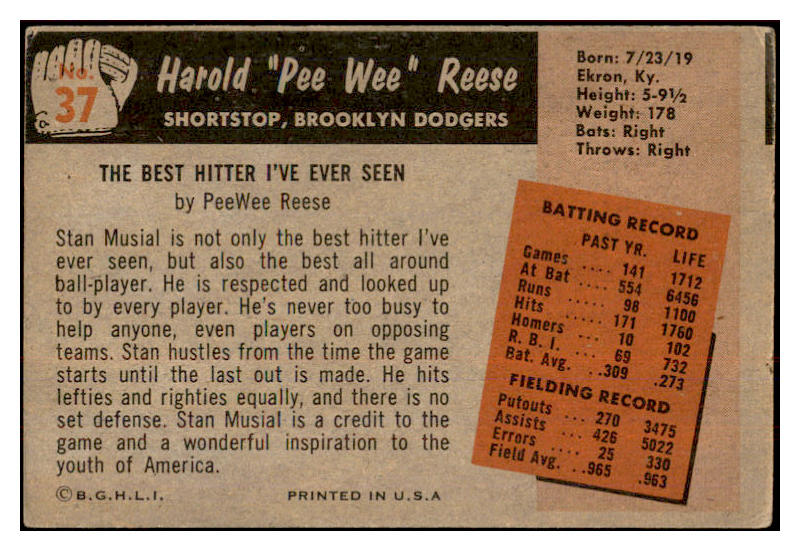 No.
37
Harold "Pee Wee" Reese
SHORTSTOP, BROOKLYN DODGERS
Born: 7/23/19
Ekron, Ky.
Height: 5-9½
Weight: 178
Bats: Right
Throws: Right
THE BEST HITTER I'VE EVER SEEN
by PeeWee Reese
Stan Musial is not only the best hitter I've
ever seen, but also the best all around
ball-player. He is respected and looked up
to by every player. He's never too busy to
help anyone, even players on opposing
teams. Stan hustles from the time the game
starts until the last out is made. He hits
lefties and righties equally, and there is no
set defense. Stan Musial is a credit to the
game and a wonderful inspiration to the
youth of America.
BATTING RECORD
PAST YR. LIFE
Games .... 141 1712
At Bat .... 554 6456
Runs ..... 98 1100
Hits ..... 171 1760
Homers .... 10 102
R. B. I. .... 69 732
Bat. Avg. .. .309 .273
FIELDING RECORD
Putouts ... 270 3475
Assists ... 426 5022
Errors .... 25 330
Field Avg. .. .965 .963
© B.G.H.L.I. PRINTED IN U.S.A